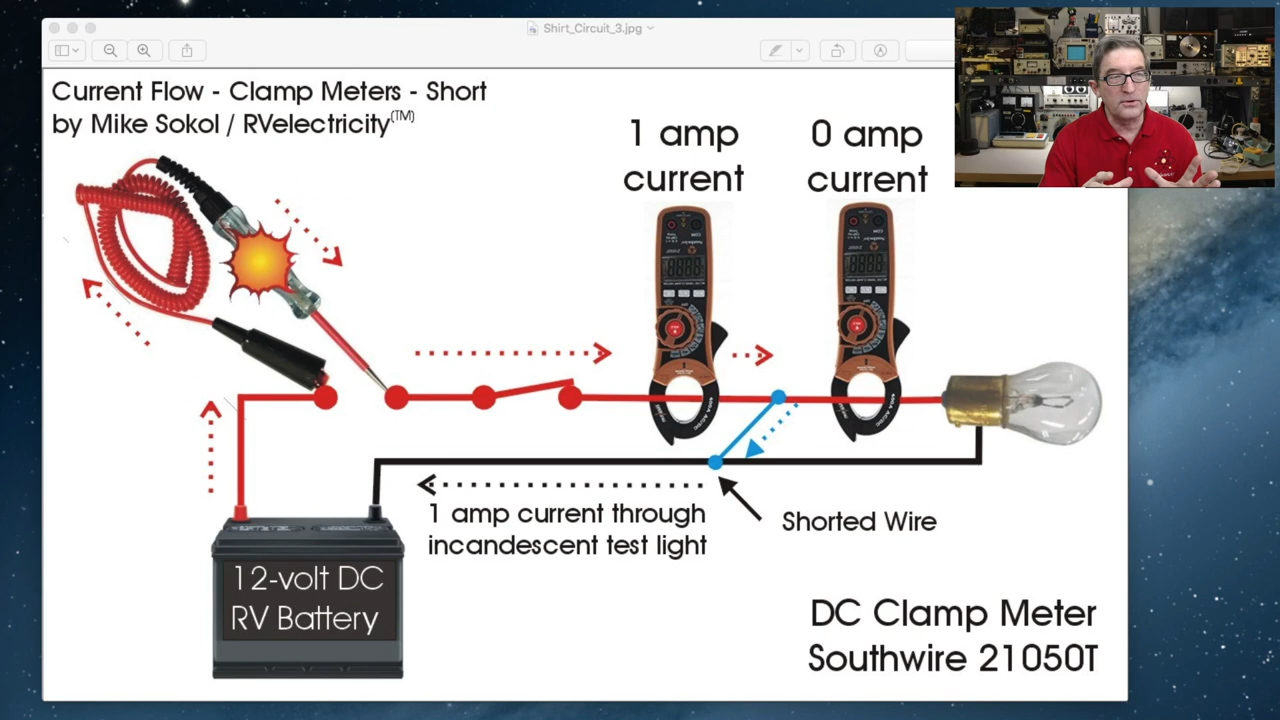 Shirt_Circuit_3.jpg
Current Flow - Clamp Meters - Short
by Mike Sokol / RVelectricity(TM)
1 amp
current
0 amp
current
1 amp current through
incandescent test light
Shorted Wire
12-volt DC
RV Battery
DC Clamp Meter
Southwire 21050T